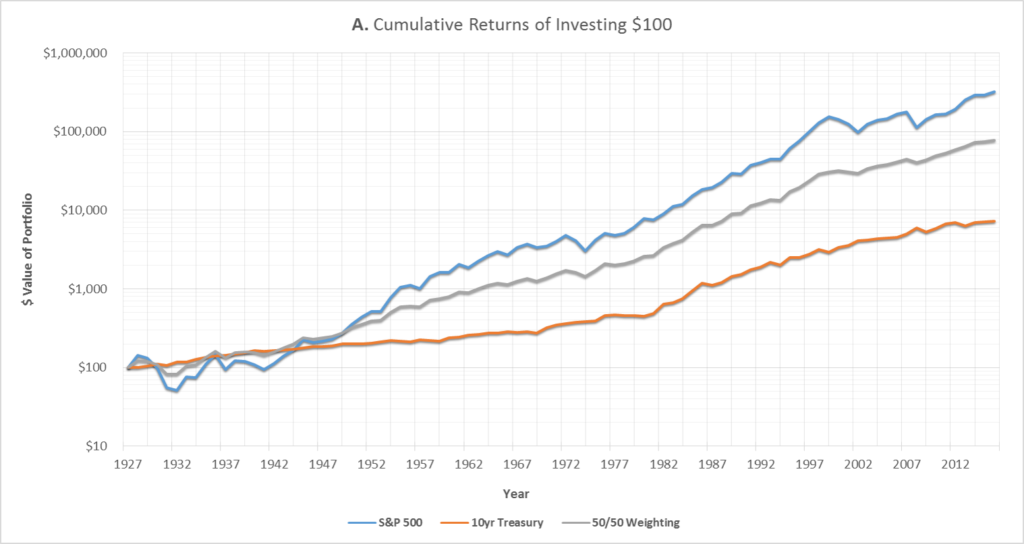 A. Cumulative Returns of Investing $100
$1,000,000
$100,000
$10,000
$1,000
$100
$10
$ Value of Portfolio
1927 1932 1937 1942 1947 1952 1957 1962 1967 1972 1977 1982 1987 1992 1997 2002 2007 2012
Year
S&P 500 10yr Treasury 50/50 Weighting